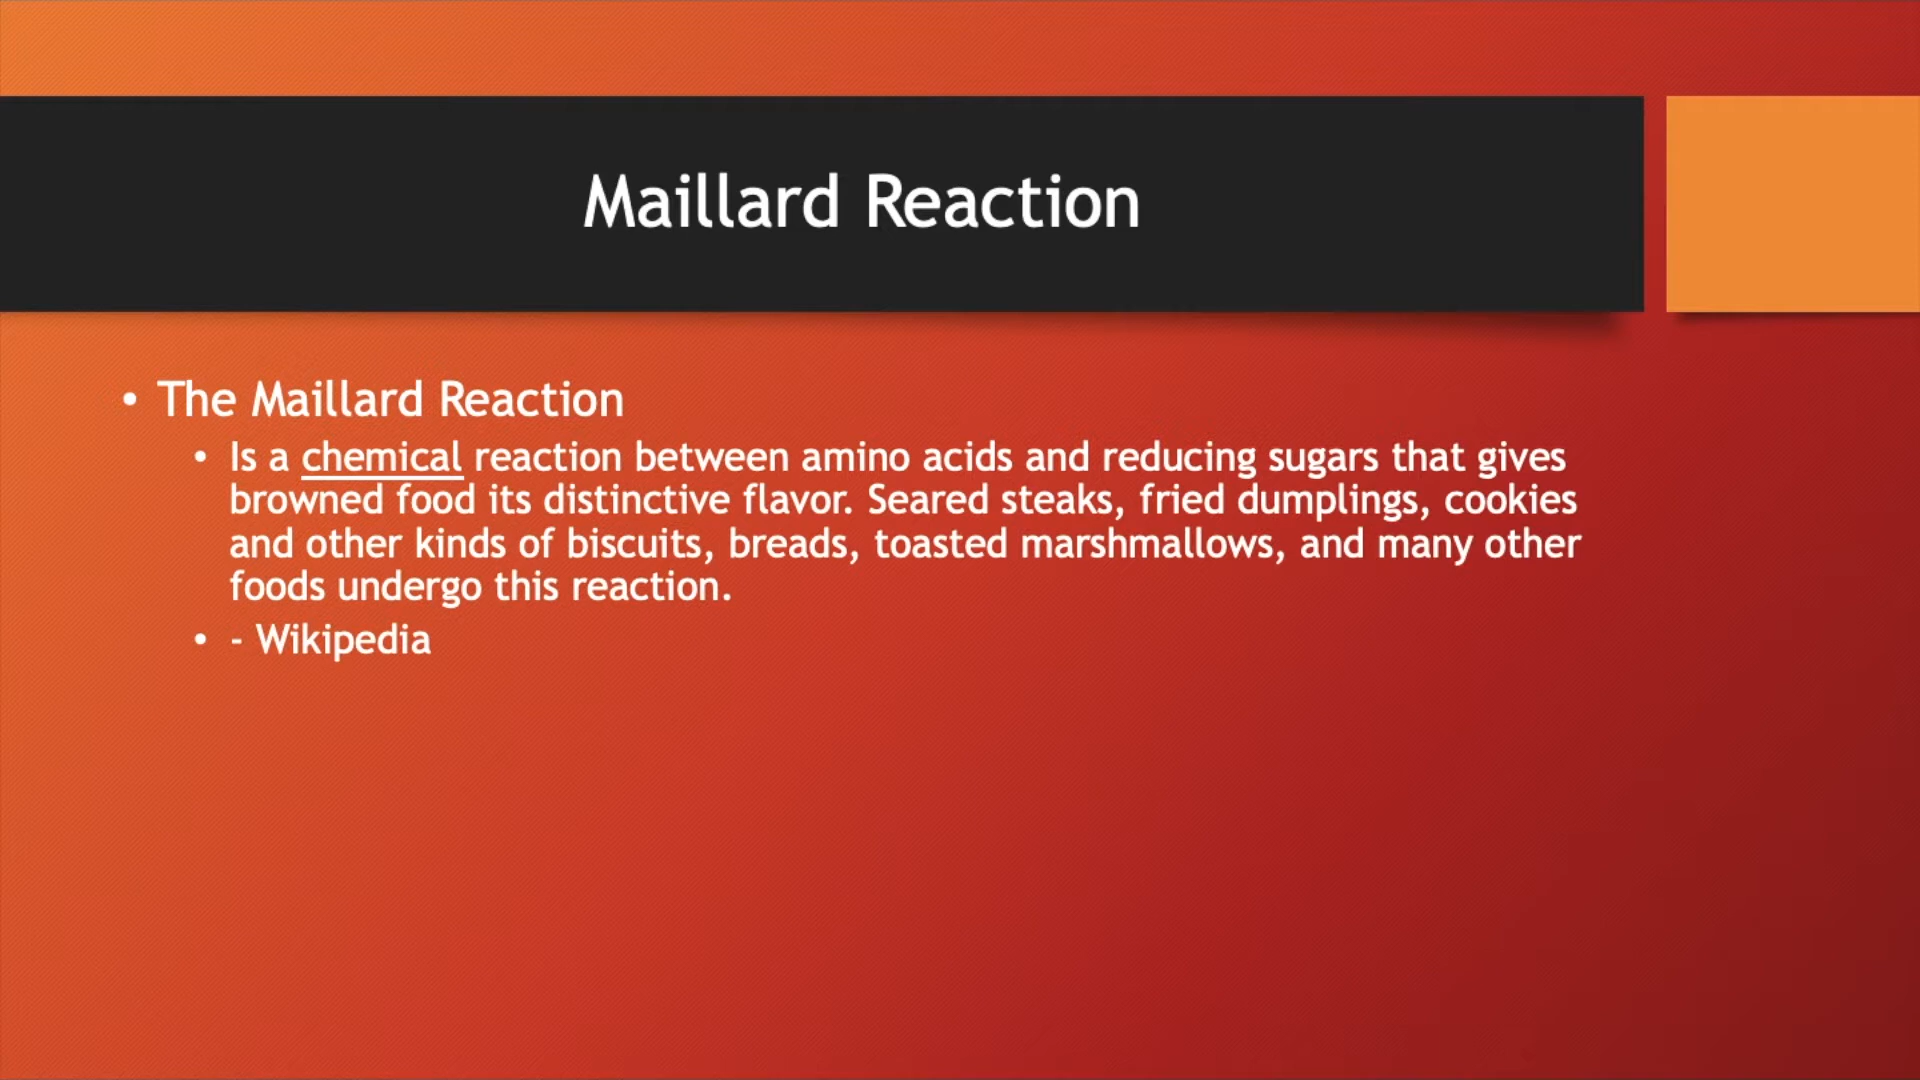 Maillard Reaction
• The Maillard Reaction
• Is a chemical reaction between amino acids and reducing sugars that gives
browned food its distinctive flavor. Seared steaks, fried dumplings, cookies
and other kinds of biscuits, breads, toasted marshmallows, and many other
foods undergo this reaction.
• - Wikipedia